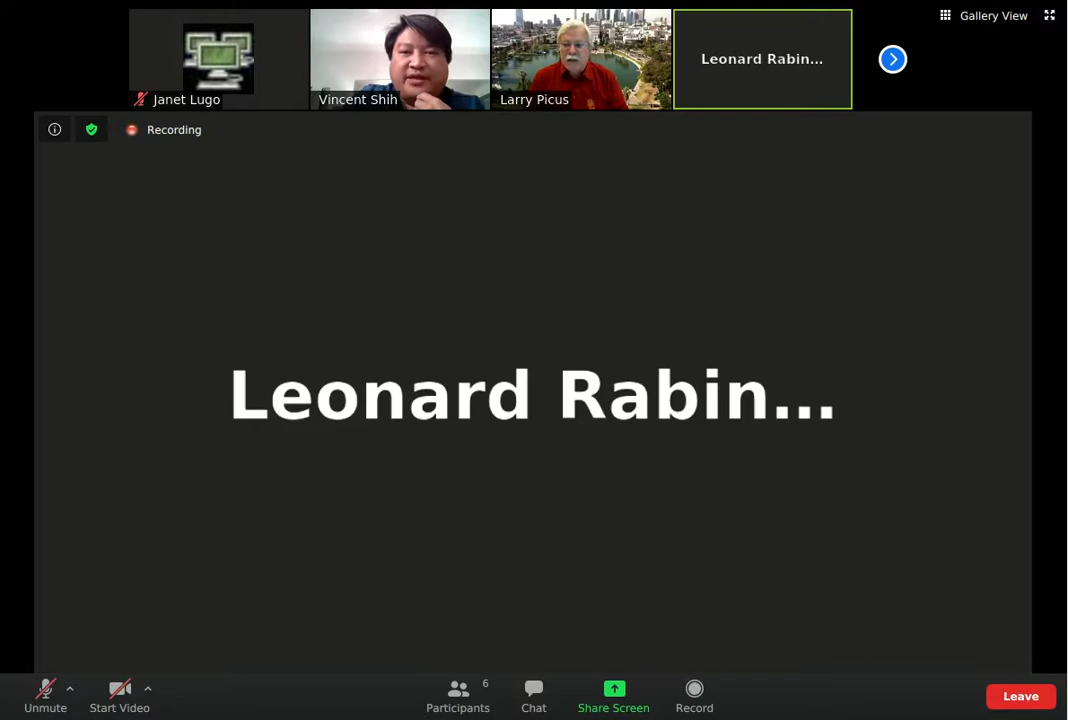 Gallery View
Leonard Rabin...
Janet Lugo
Vincent Shih
Larry Picus
Recording
Leonard Rabin...
Unmute
Start Video
Participants
6
Chat
Share Screen
Record
Leave